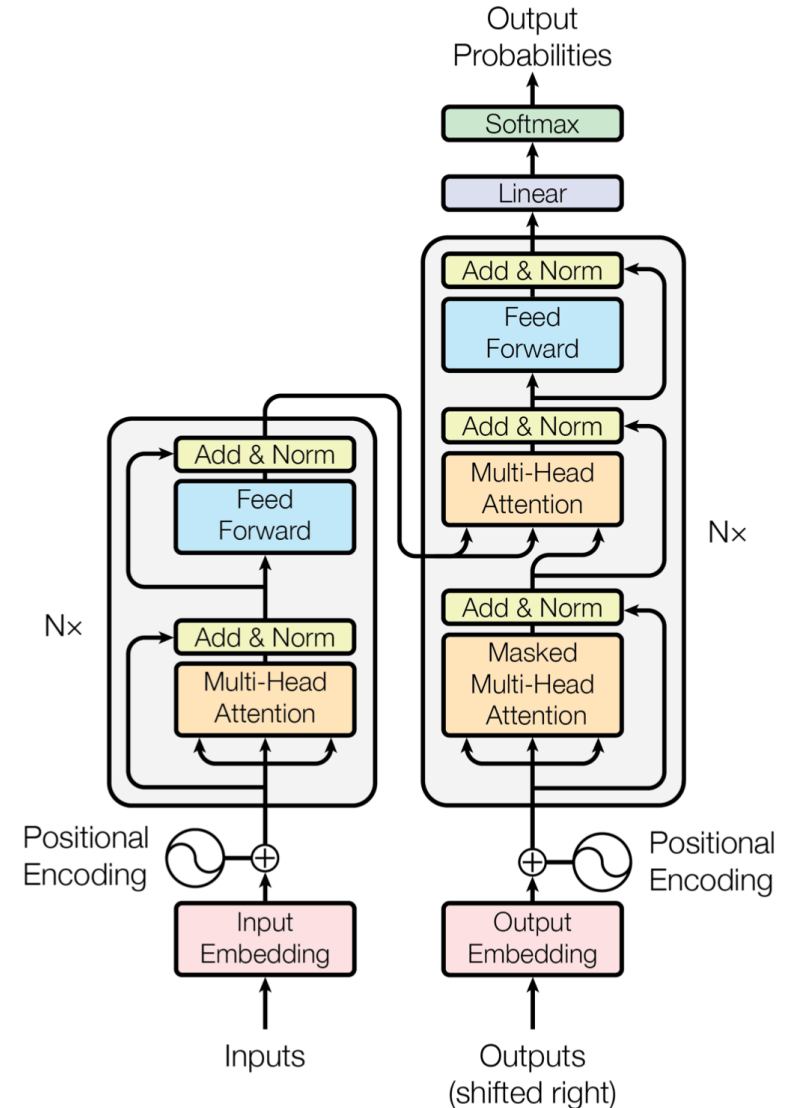 Output
Probabilities
Softmax
Linear
Add & Norm
Feed
Forward
Add & Norm
Multi-Head
Attention
Add & Norm
Masked
Multi-Head
Attention
N×
Add & Norm
Feed
Forward
Add & Norm
Multi-Head
Attention
N×
Positional
Encoding
Positional
Encoding
Input
Embedding
Output
Embedding
Inputs
Outputs
(shifted right)